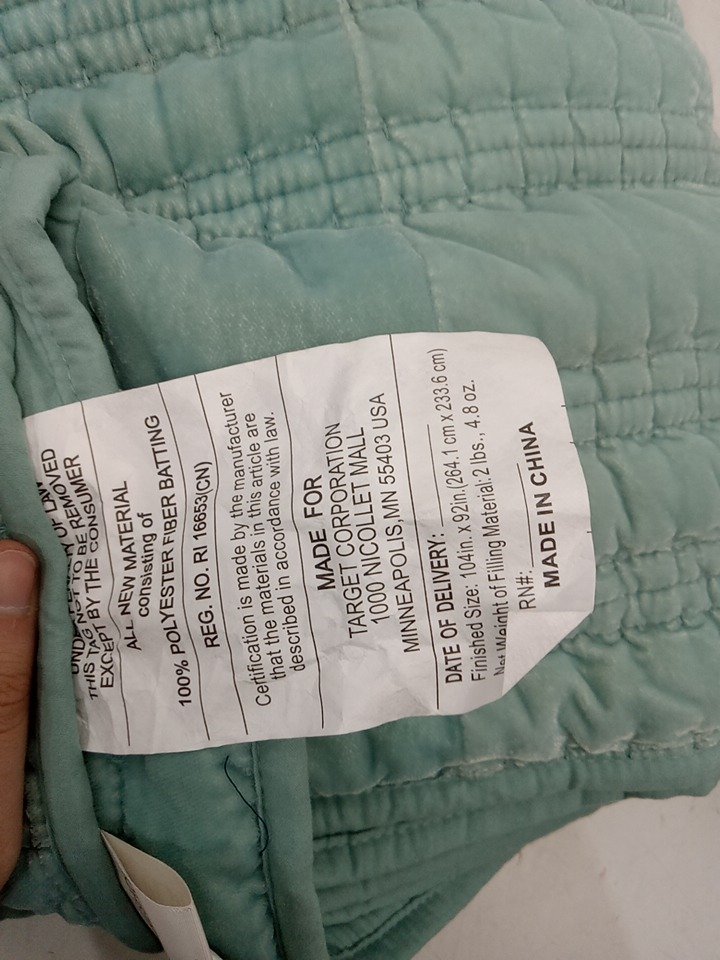 UNDER PENALTY OF LAW
THIS TAG NOT TO BE REMOVED
EXCEPT BY THE CONSUMER
ALL NEW MATERIAL
consisting of
100% POLYESTER FIBER BATTING
REG. NO. RI 16653(CN)
Certification is made by the manufacturer
that the materials in this article are
described in accordance with law.
MADE FOR
TARGET CORPORATION
1000 NICOLLET MALL
MINNEAPOLIS,MN 55403 USA
DATE OF DELIVERY:
Finished Size: 104in. X 92in.(264.1 cm x 233.6 cm)
Net Weight of Filling Material:2 lbs., 4.8 oz.
RN#:
MADE IN CHINA